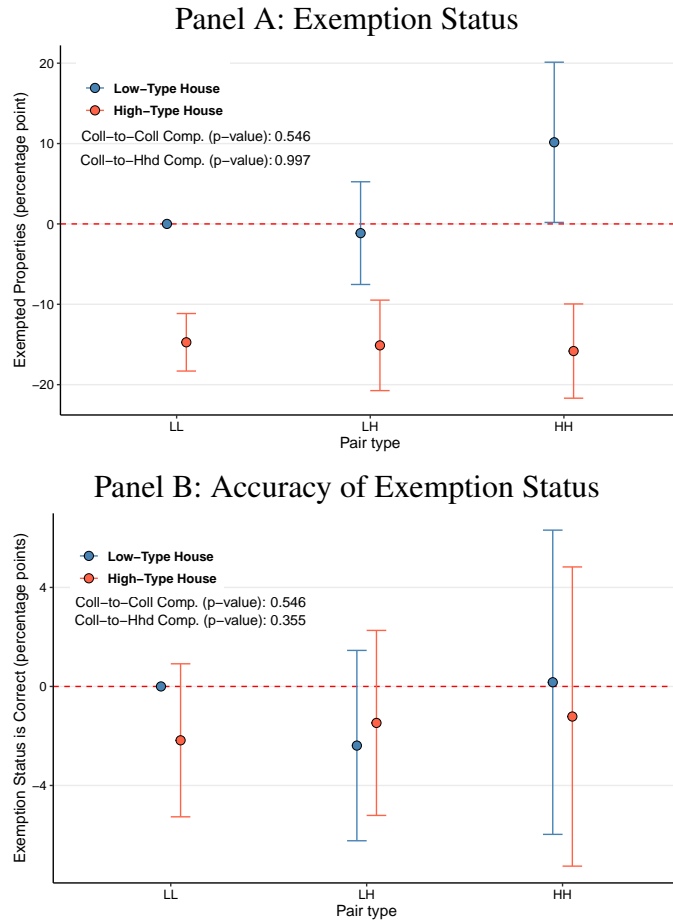 Panel A: Exemption Status
Exempted Properties (percentage point)
20
10
0
−10
−20
Low−Type House
High−Type House
Coll−to−Coll Comp. (p−value): 0.546
Coll−to−Hhd Comp. (p−value): 0.997
LL
LH
HH
Pair type
Panel B: Accuracy of Exemption Status
Exemption Status is Correct (percentage points)
4
0
−4
Low−Type House
High−Type House
Coll−to−Coll Comp. (p−value): 0.546
Coll−to−Hhd Comp. (p−value): 0.355
LL
LH
HH
Pair type